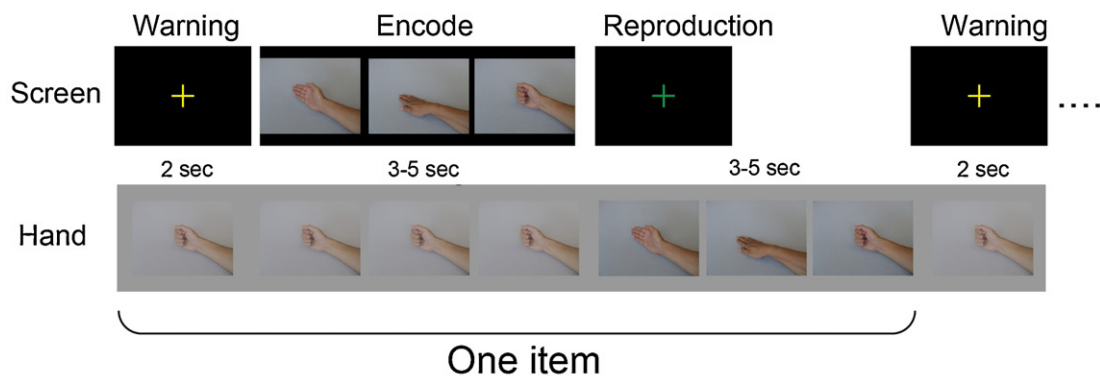 Warning Encode Reproduction Warning
Screen ....
2 sec 3-5 sec 3-5 sec 2 sec
Hand
One item